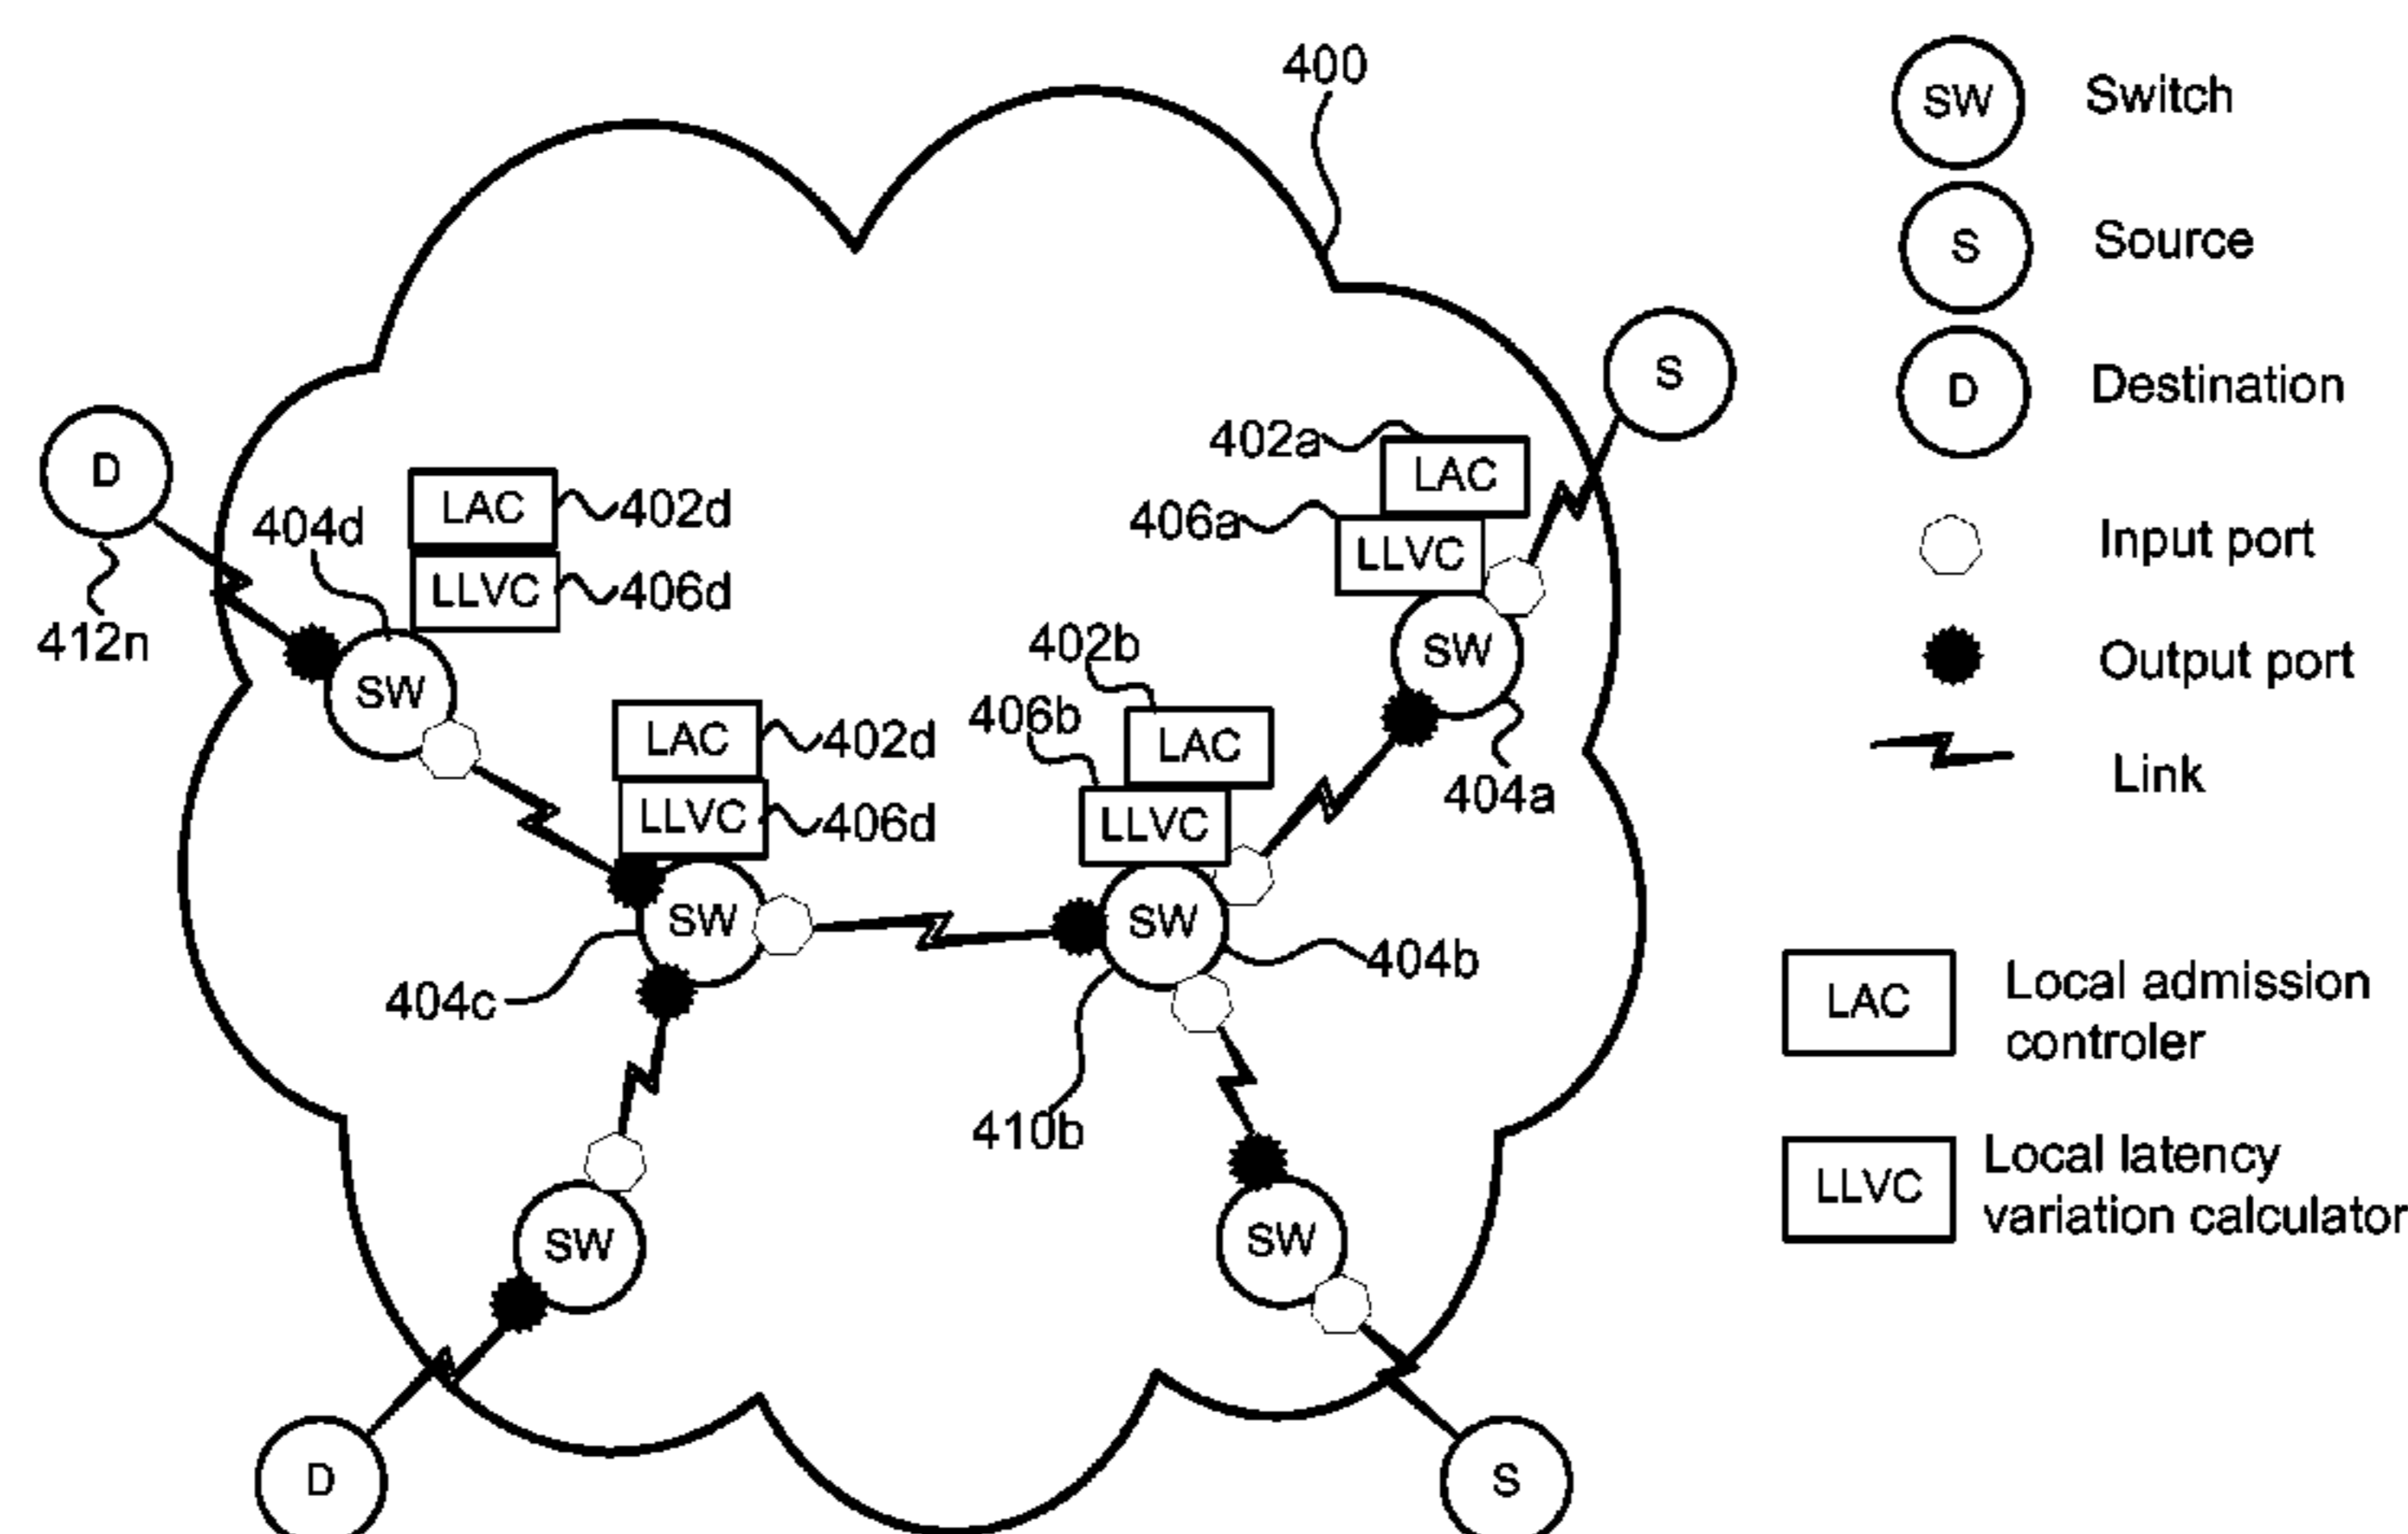 400
SW
Switch
S
Source
D
Destination
Input port
Output port
Link
LAC
Local admission
controler
LLVC
Local latency
variation calculator
S
402a
LAC
406a
LLVC
SW
404a
D
412n
404d
LAC
402d
LLVC
406d
SW
LAC
402d
LLVC
406d
SW
404c
402b
LAC
406b
LLVC
SW
404b
410b
SW
D
SW
S